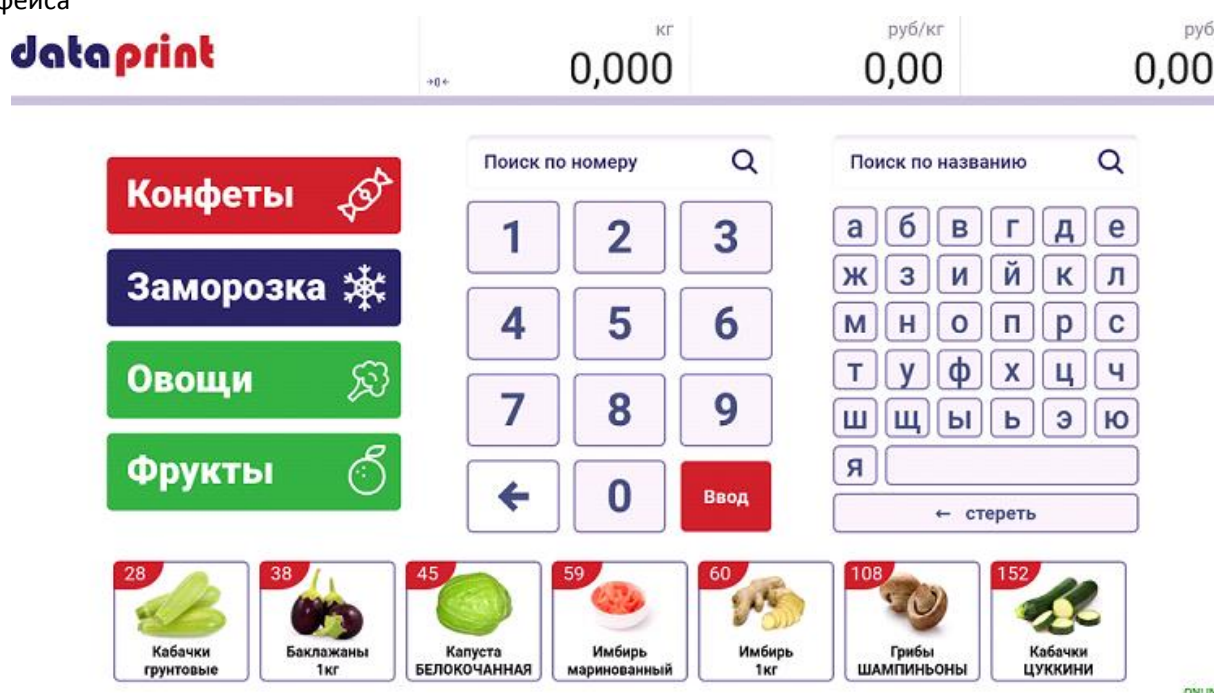 фейса
dataprint
→0←
кг
0,000
руб/кг
0,00
руб
0,00
Конфеты
Заморозка
Овощи
Фрукты
Поиск по номеру
1 2 3
4 5 6
7 8 9
← 0 Ввод
Поиск по названию
а б в г д е
ж з и й к л
м н о п р с
т у ф х ц ч
ш щ ы ь э ю
я
← стереть
28
Кабачки
грунтовые
38
Баклажаны
1кг
45
Капуста
БЕЛОКОЧАННАЯ
59
Имбирь
маринованный
60
Имбирь
1кг
108
Грибы
ШАМПИНЬОНЫ
152
Кабачки
ЦУККИНИ